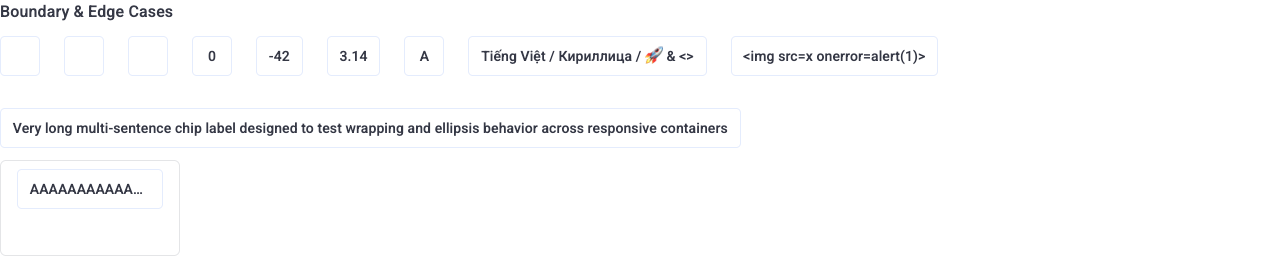 Boundary & Edge Cases
0
-42
3.14
A
Tiếng Việt / Кириллица / 🚀 & <>
<img src=x onerror=alert(1)>
Very long multi-sentence chip label designed to test wrapping and ellipsis behavior across responsive containers
AAAAAAAAAAA...